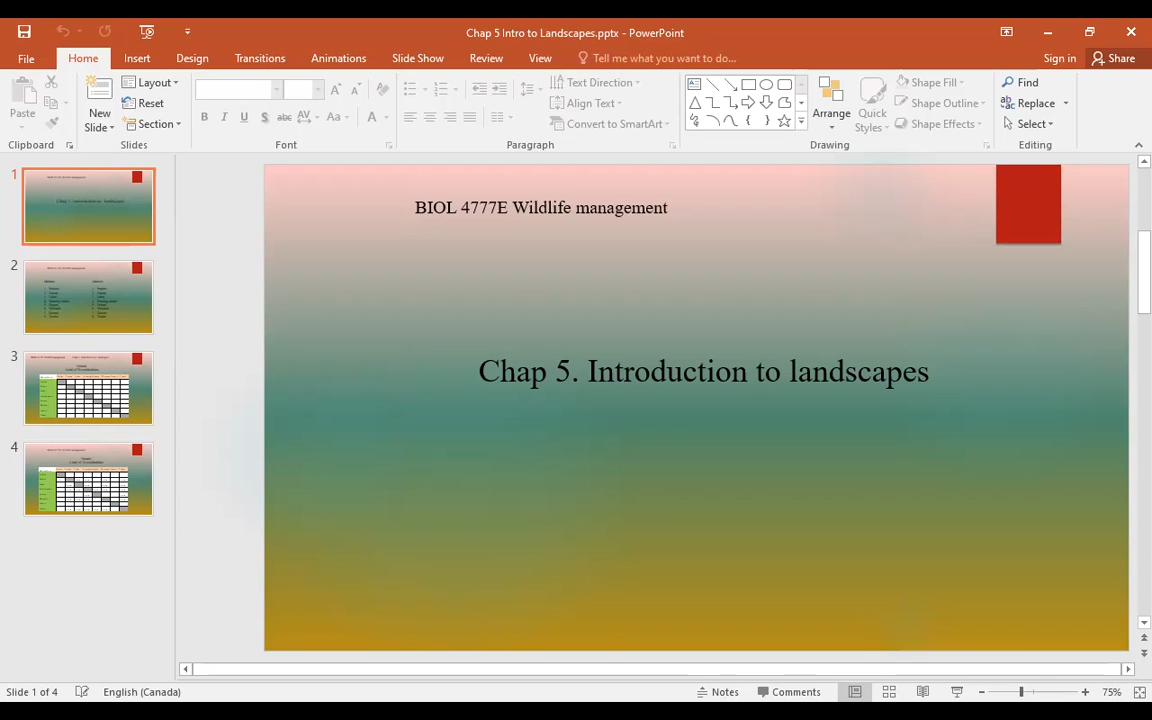 Chap 5 Intro to Landscapes.pptx - PowerPoint
File Home Insert Design Transitions Animations Slide Show Review View Tell me what you want to do... Sign in Share
Paste
New Slide
Layout
Reset
Section
Text Direction
Align Text
Convert to SmartArt
Arrange
Quick Styles
Shape Fill
Shape Outline
Shape Effects
Find
Replace
Select
Clipboard Slides Font Paragraph Drawing Editing
1
2
3
4
BIOL 4777E Wildlife management
Chap 5. Introduction to landscapes
Slide 1 of 4 English (Canada) Notes Comments 75%